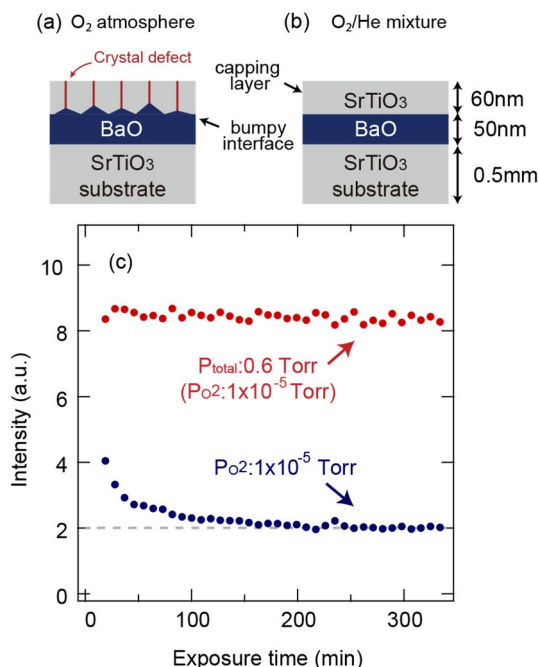 (a) O₂ atmosphere
Crystal defect
BaO
SrTiO₃
substrate
bumpy
interface
(b) O₂/He mixture
capping
layer
SrTiO₃
BaO
SrTiO₃
substrate
60nm
50nm
0.5mm
(c)
Intensity (a.u.)
10
8
6
4
2
0
Ptotal:0.6 Torr
(PO2:1x10⁻⁵ Torr)
PO2:1x10⁻⁵ Torr
0
100
200
300
Exposure time (min)